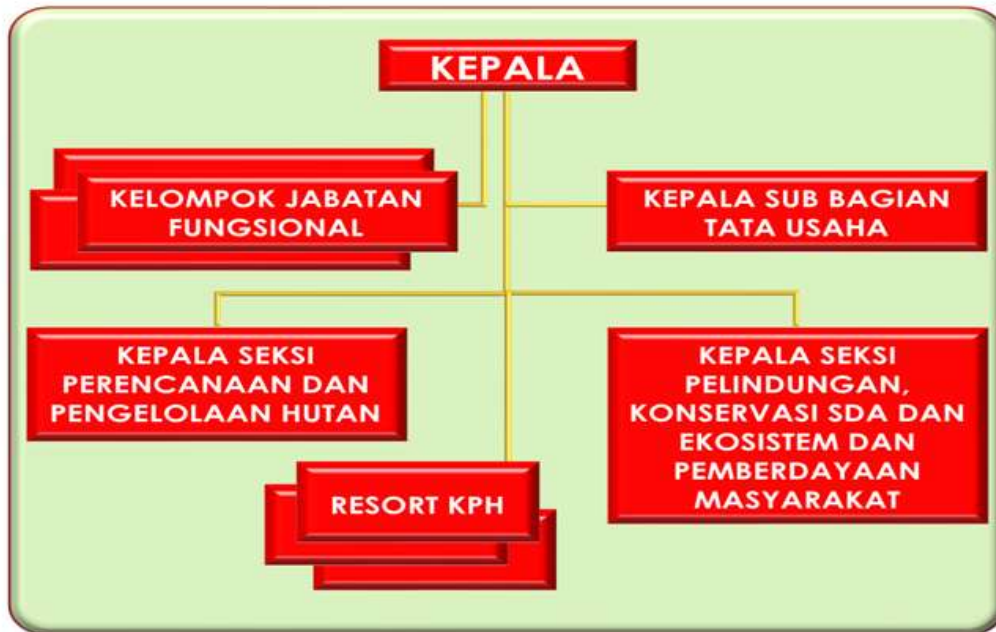 KEPALA
KELOMPOK JABATAN
FUNGSIONAL
KEPALA SUB BAGIAN
TATA USAHA
KEPALA SEKSI
PERENCANAAN DAN
PENGELOLAAN HUTAN
KEPALA SEKSI
PELINDUNGAN,
KONSERVASI SDA DAN
EKOSISTEM DAN
PEMBERDAYAAN
MASYARAKAT
RESORT KPH